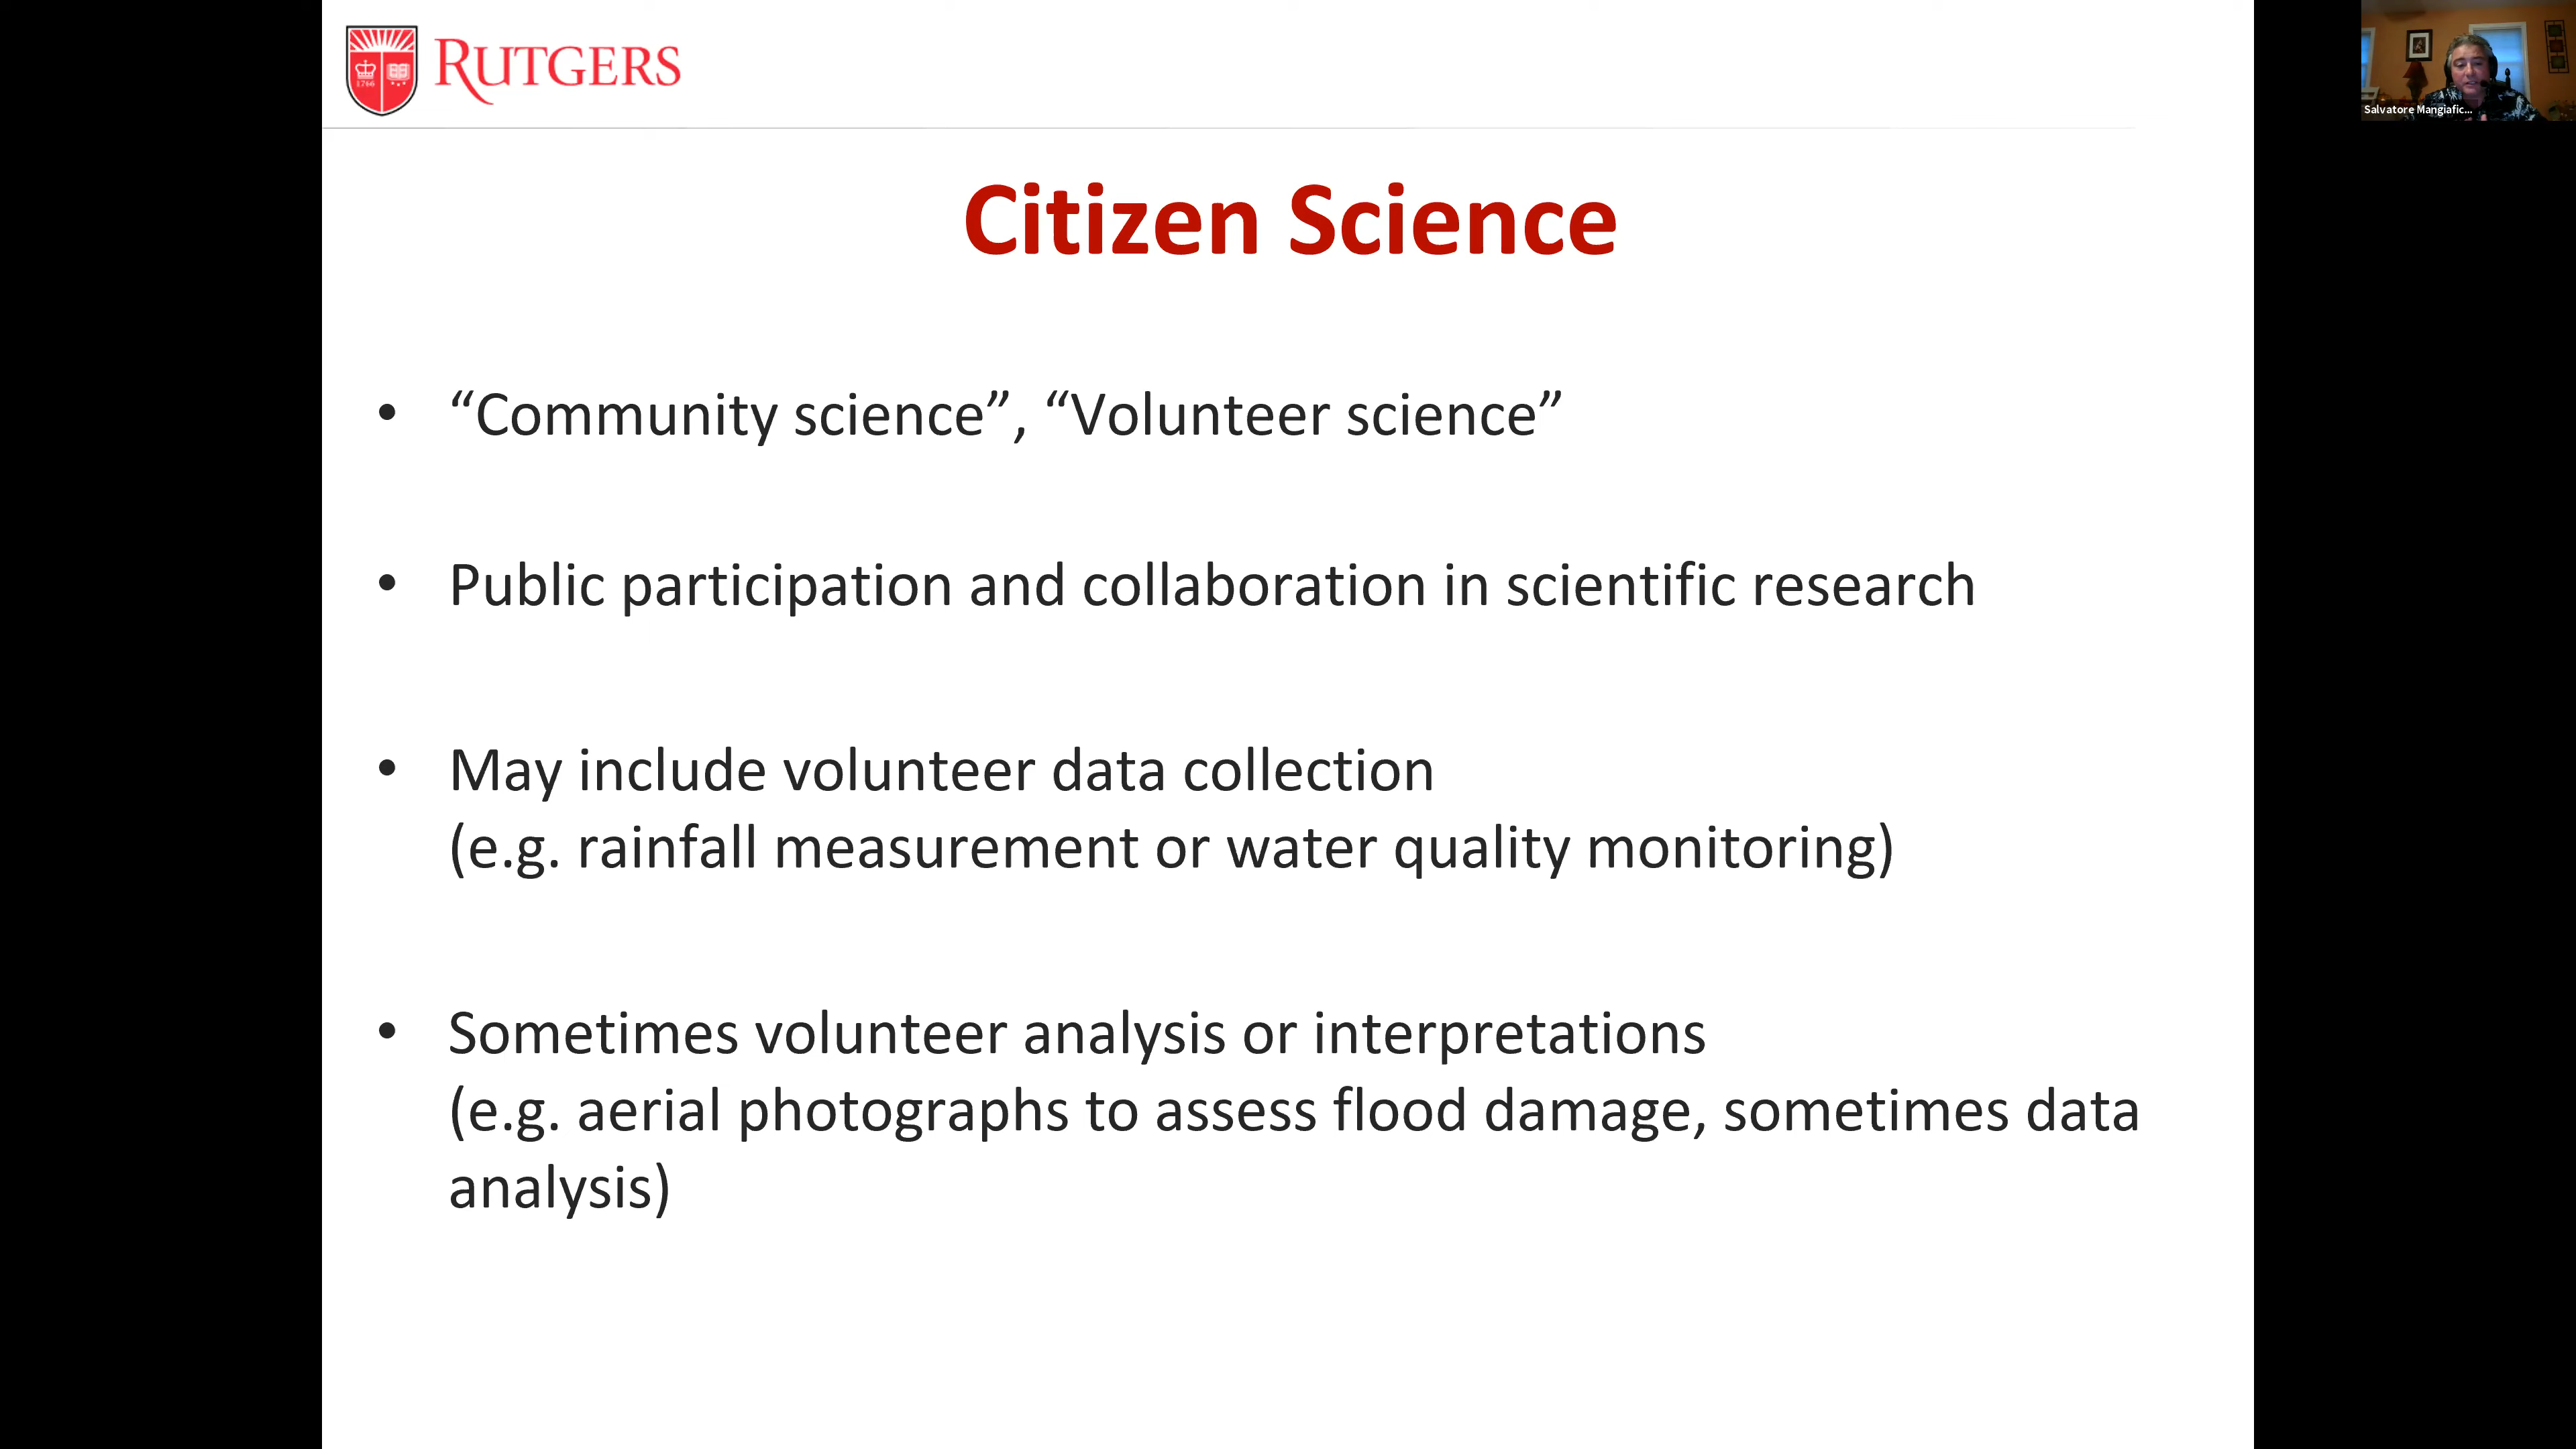 1766
RUTGERS
Salvatore Mangiafic...
Citizen Science
• “Community science”, “Volunteer science”
• Public participation and collaboration in scientific research
• May include volunteer data collection
(e.g. rainfall measurement or water quality monitoring)
• Sometimes volunteer analysis or interpretations
(e.g. aerial photographs to assess flood damage, sometimes data
analysis)